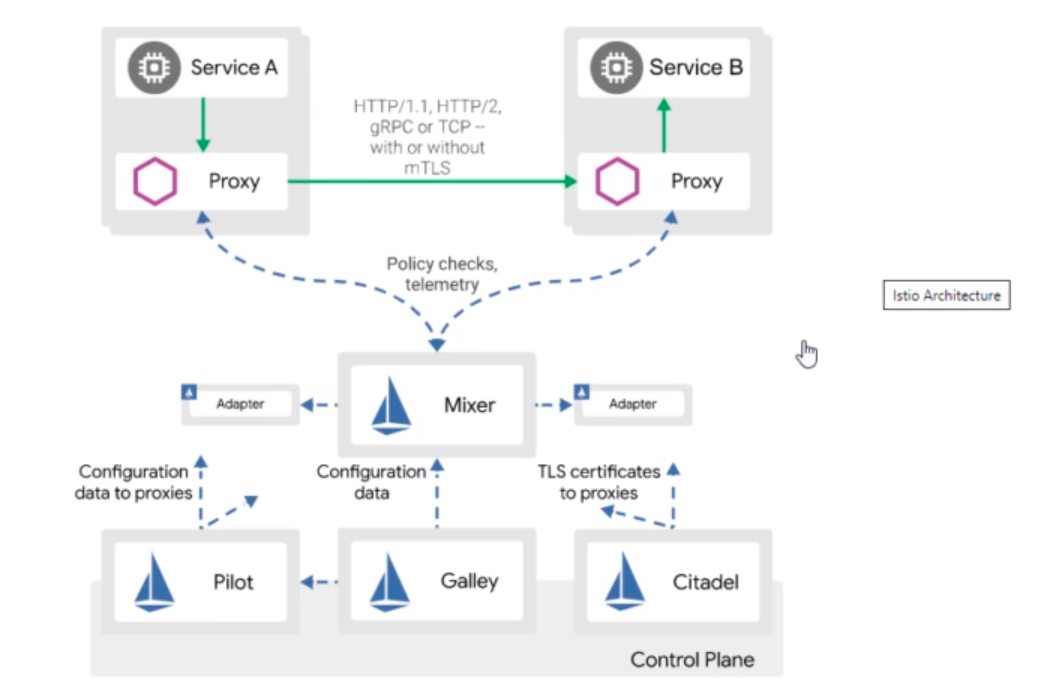 Service A
Service B
HTTP/1.1, HTTP/2,
gRPC or TCP --
with or without
mTLS
Proxy
Proxy
Policy checks,
telemetry
Istio Architecture
Adapter
Mixer
Adapter
Configuration
data to proxies
Configuration
data
TLS certificates
to proxies
Pilot
Galley
Citadel
Control Plane